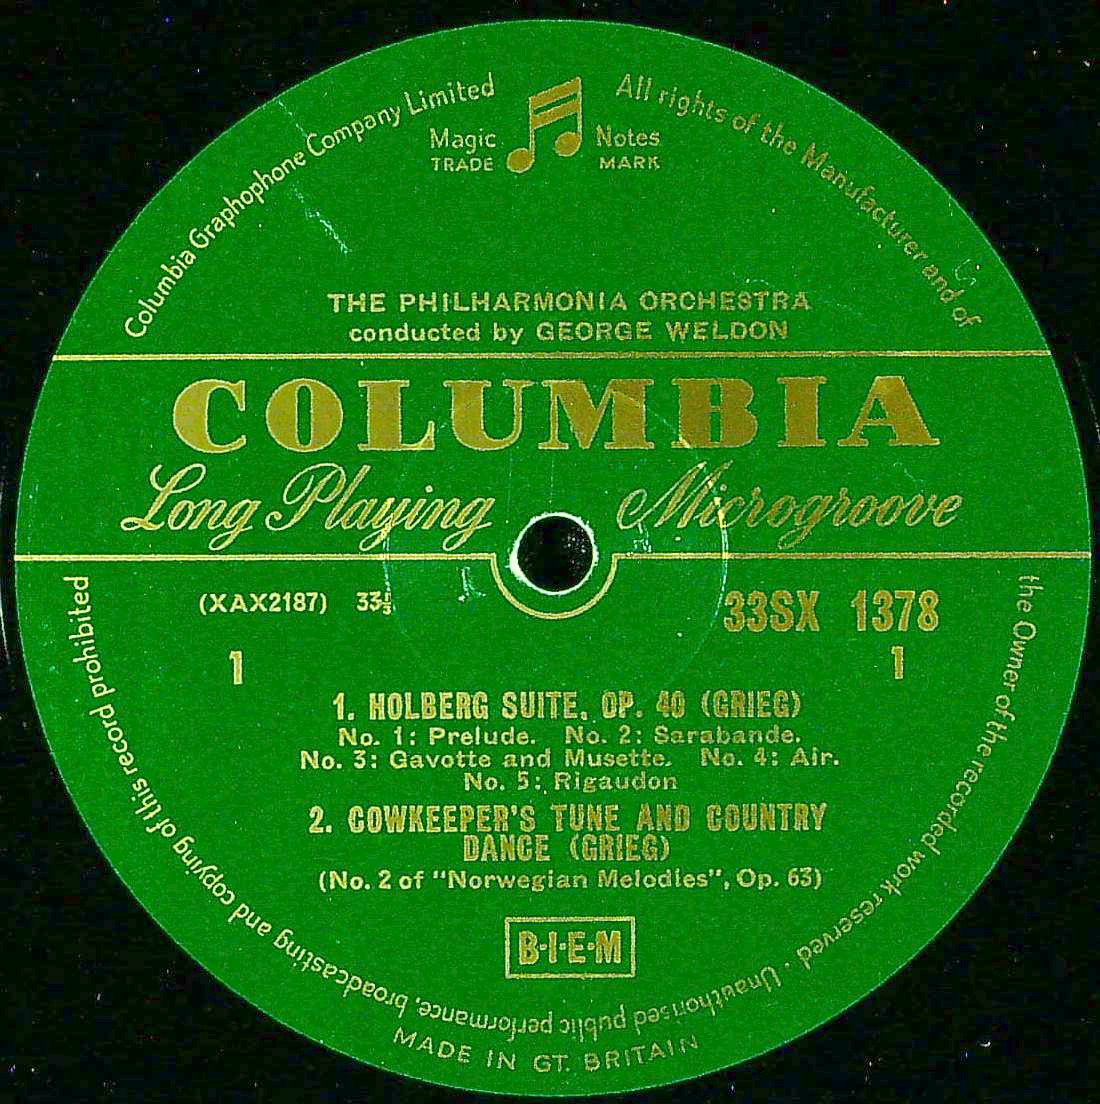 Columbia Graphophone Company Limited
All rights of the Manufacturer and of
the Owner of the recorded work reserved . Unauthorised public performance, broadcasting and copying of this record prohibited
Magic Notes
TRADE MARK
THE PHILHARMONIA ORCHESTRA
conducted by GEORGE WELDON
COLUMBIA
Long Playing Microgroove
(XAX2187) 33⅓
33SX 1378
1 1
1. HOLBERG SUITE, OP. 40 (GRIEG)
No. 1: Prelude. No. 2: Sarabande.
No. 3: Gavotte and Musette. No. 4: Air.
No. 5: Rigaudon
2. COWKEEPER'S TUNE AND COUNTRY
DANCE (GRIEG)
(No. 2 of "Norwegian Melodies", Op. 63)
B·I·E·M
MADE IN GT. BRITAIN